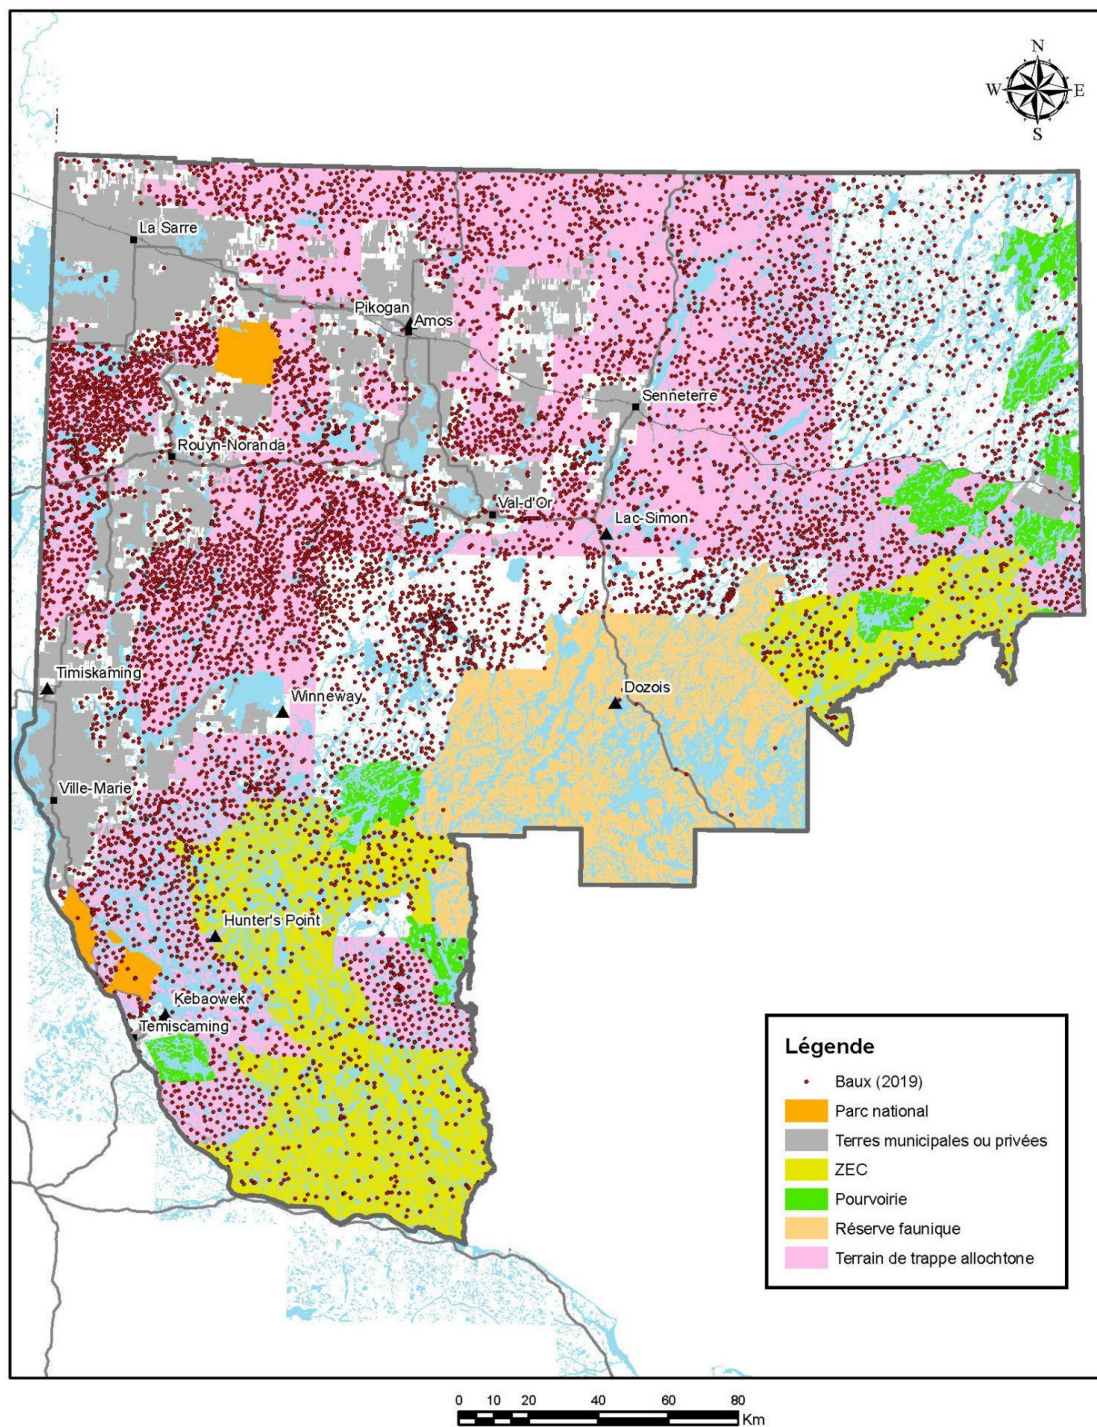 N
W E
S
La Sarre
Pikogan
Amos
Senneterre
Rouyn-Noranda
Val-d'Or
Lac-Simon
Timiskaming
Winneway
Dozois
Ville-Marie
Hunter's Point
Kebaowek
Temiscaming
Légende
Baux (2019)
Parc national
Terres municipales ou privées
ZEC
Pourvoirie
Réserve faunique
Terrain de trappe allochtone
0 10 20 40 60 80
Km